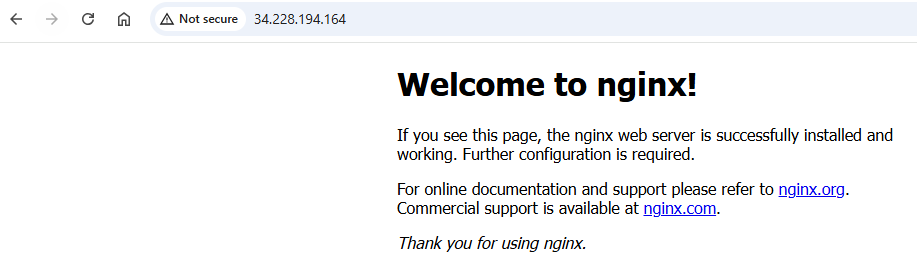 Not secure 34.228.194.164
Welcome to nginx!
If you see this page, the nginx web server is successfully installed and
working. Further configuration is required.
For online documentation and support please refer to nginx.org.
Commercial support is available at nginx.com.
Thank you for using nginx.